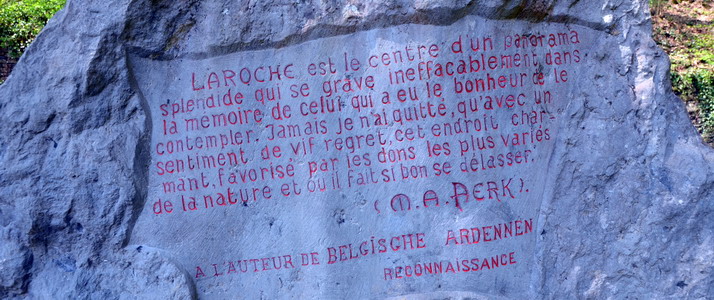 LAROCHE est le centre d'un panorama
splendide qui se grave ineffacablement dans
la mémoire de celui qui a eu le bonheur de le
contempler. Jamais je n'ai quitté, qu'avec un
sentiment de vif regret, cet endroit char-
mant, favorisé par les dons les plus variés
de la nature et où il fait si bon se délasser.
(M.A.PERK).
A L'AUTEUR DE BELGISCHE ARDENNEN
RECONNAISSANCE